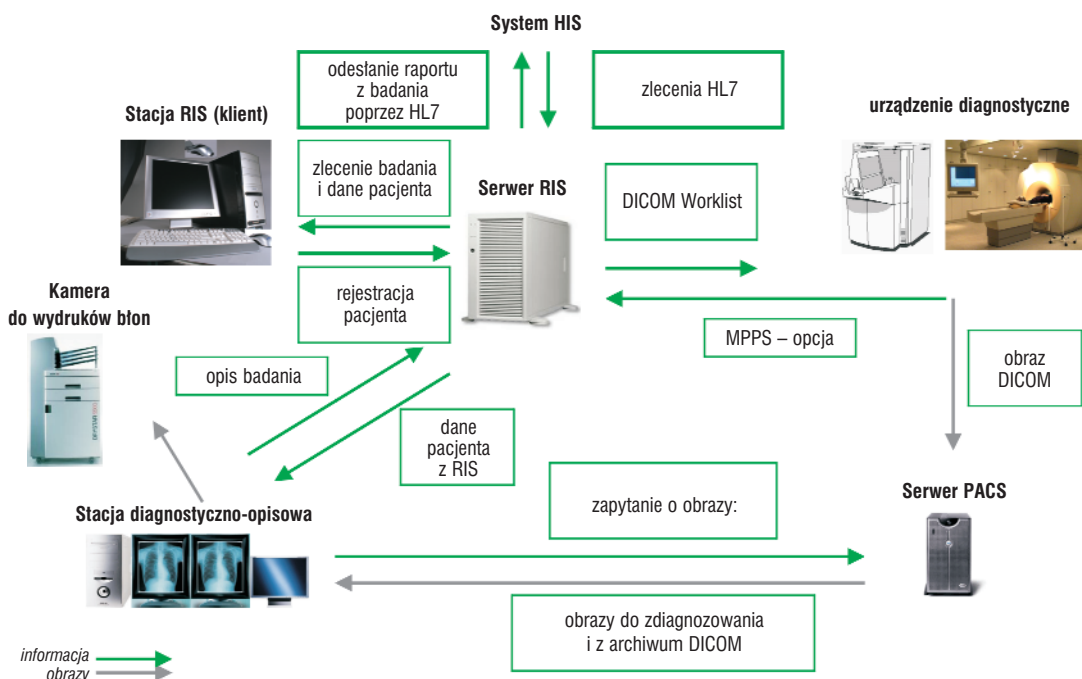 System HIS
odesłanie raportu
z badania
poprzez HL7
zlecenia HL7
Stacja RIS (klient)
urządzenie diagnostyczne
zlecenie badania
i dane pacjenta
Serwer RIS
DICOM Worklist
Kamera
do wydruków błon
rejestracja
pacjenta
MPPS – opcja
obraz
DICOM
opis badania
dane
pacjenta
z RIS
Serwer PACS
Stacja diagnostyczno-opisowa
zapytanie o obrazy:
obrazy do zdiagnozowania
i z archiwum DICOM
informacja
obrazy